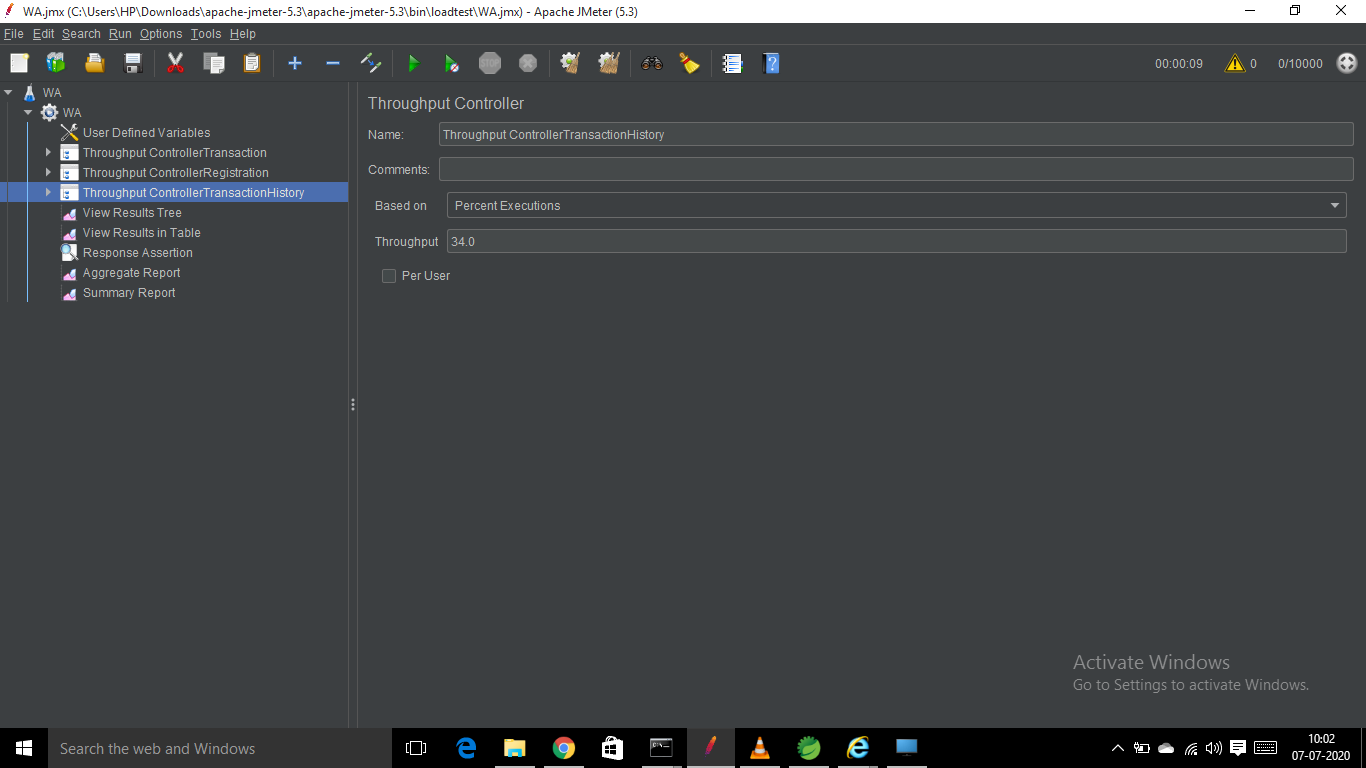 WA.jmx (C:\Users\HP\Downloads\apache-jmeter-5.3\apache-jmeter-5.3\bin\loadtest\WA.jmx) - Apache JMeter (5.3)
File Edit Search Run Options Tools Help
STOP 00:00:09 0 0/10000
WA
WA
User Defined Variables
Throughput ControllerTransaction
Throughput ControllerRegistration
Throughput ControllerTransactionHistory
View Results Tree
View Results in Table
Response Assertion
Aggregate Report
Summary Report
Throughput Controller
Name: Throughput ControllerTransactionHistory
Comments:
Based on Percent Executions
Throughput 34.0
Per User
Activate Windows
Go to Settings to activate Windows.
Search the web and Windows
10:02
07-07-2020